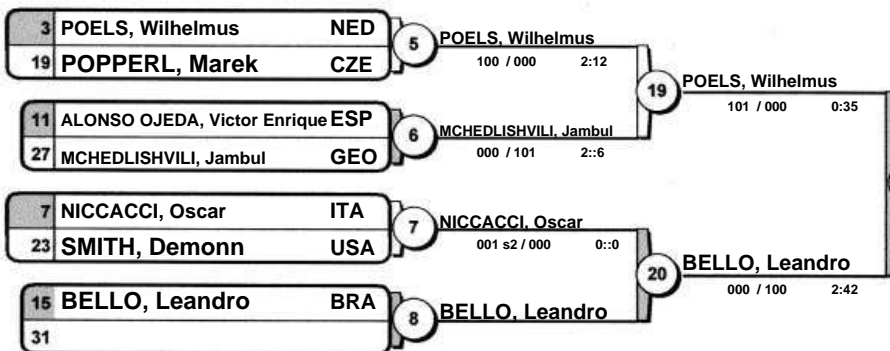 3 POELS, Wilhelmus NED
19 POPPERL, Marek CZE
5
POELS, Wilhelmus
100 / 000 2:12
11 ALONSO OJEDA, Victor Enrique ESP
27 MCHEDLISHVILI, Jambul GEO
6
MCHEDLISHVILI, Jambul
000 / 101 2::6
19
POELS, Wilhelmus
101 / 000 0:35
7 NICCACCI, Oscar ITA
23 SMITH, Demonn USA
7
NICCACCI, Oscar
001 s2 / 000 0::0
15 BELLO, Leandro BRA
31
8
BELLO, Leandro
20
BELLO, Leandro
000 / 100 2:42